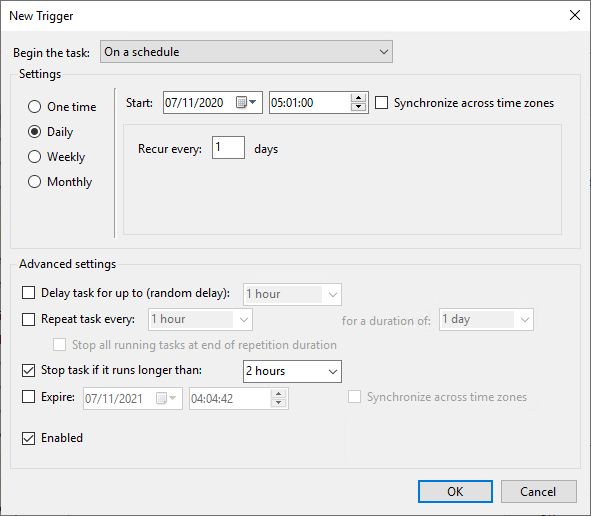 New Trigger
Begin the task: On a schedule
Settings
One time
Start: 07/11/2020 05:01:00 Synchronize across time zones
Daily
Recur every: 1 days
Weekly
Monthly
Advanced settings
Delay task for up to (random delay): 1 hour
Repeat task every: 1 hour for a duration of: 1 day
Stop all running tasks at end of repetition duration
Stop task if it runs longer than: 2 hours
Expire: 07/11/2021 04:04:42 Synchronize across time zones
Enabled
OK Cancel